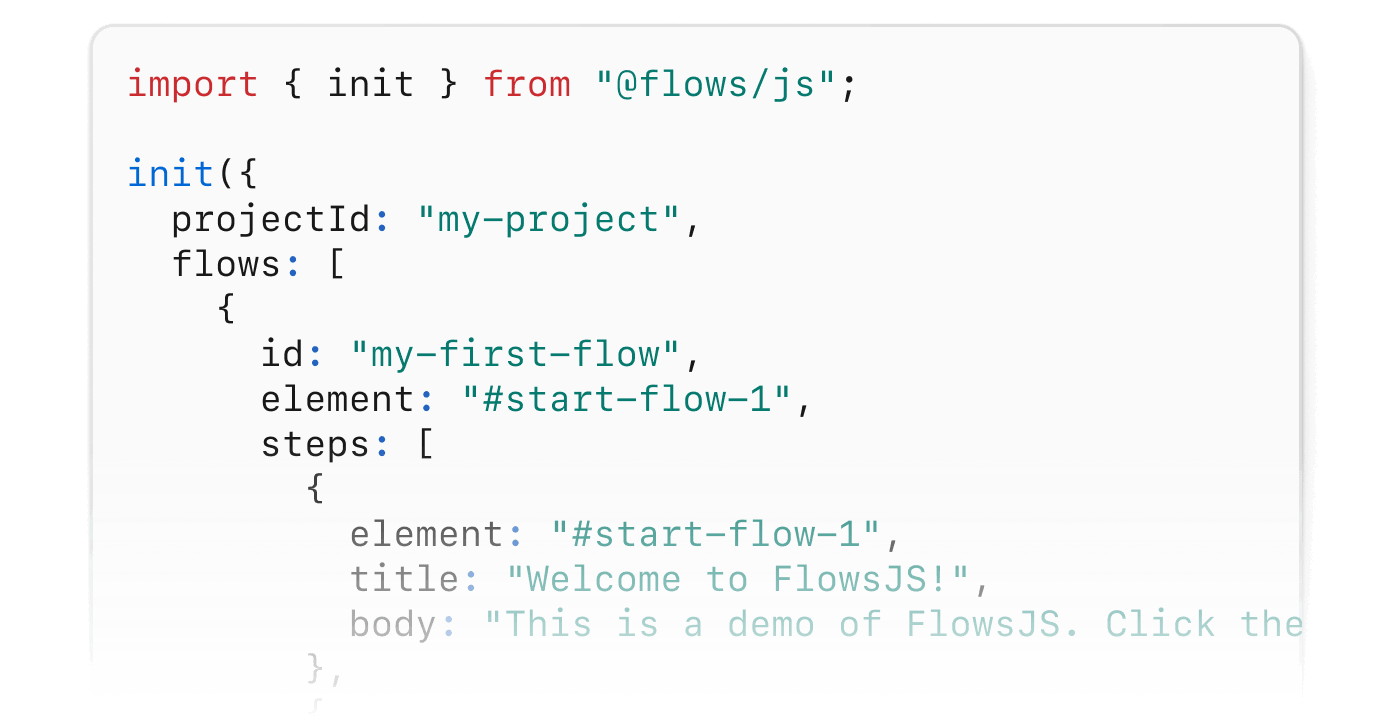 import { init } from "@flows/js";

init({
  projectId: "my-project",
  flows: [
    {
      id: "my-first-flow",
      element: "#start-flow-1",
      steps: [
        {
          element: "#start-flow-1",
          title: "Welcome to FlowsJS!",
          body: "This is a demo of FlowsJS. Click the
        },
        {